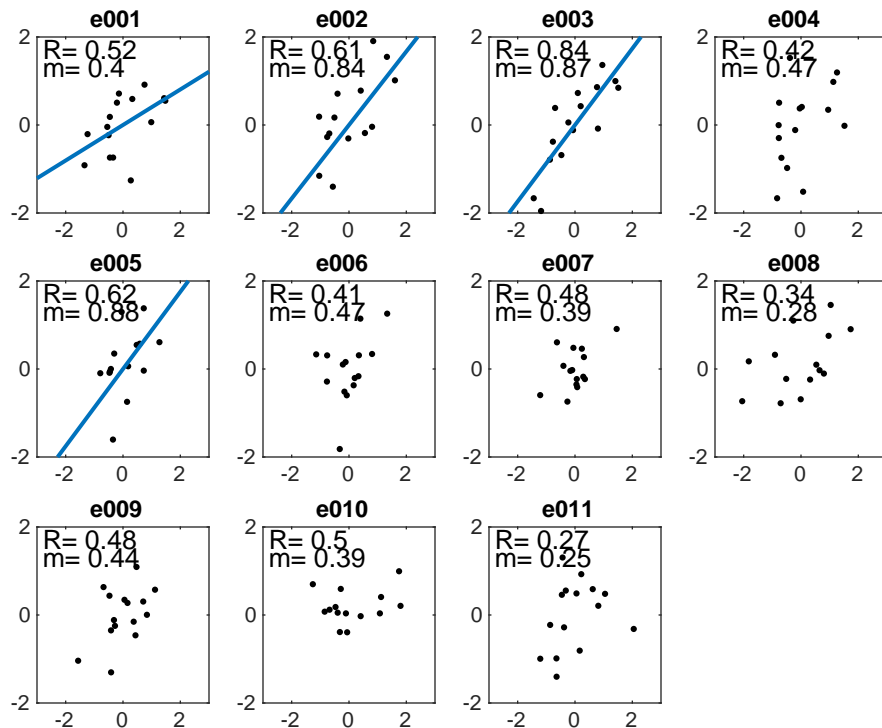 e001
R= 0.52
m= 0.4
2
0
-2
-2 0 2
e002
R= 0.61
m= 0.84
2
0
-2
-2 0 2
e003
R= 0.84
m= 0.87
2
0
-2
-2 0 2
e004
R= 0.42
m= 0.47
2
0
-2
-2 0 2
e005
R= 0.62
m= 0.88
2
0
-2
-2 0 2
e006
R= 0.41
m= 0.47
2
0
-2
-2 0 2
e007
R= 0.48
m= 0.39
2
0
-2
-2 0 2
e008
R= 0.34
m= 0.28
2
0
-2
-2 0 2
e009
R= 0.48
m= 0.44
2
0
-2
-2 0 2
e010
R= 0.5
m= 0.39
2
0
-2
-2 0 2
e011
R= 0.27
m= 0.25
2
0
-2
-2 0 2